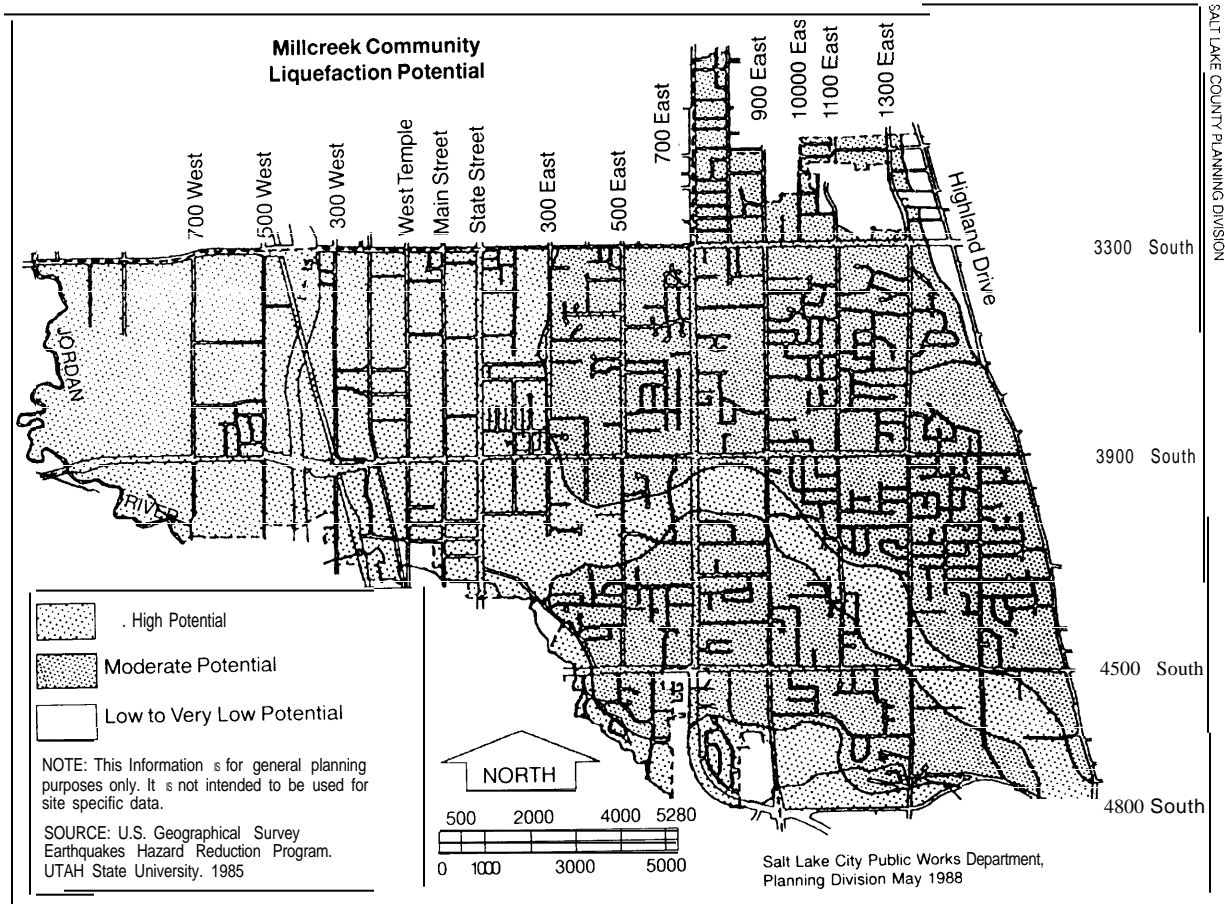 Millcreek Community
Liquefaction Potential
SALT LAKE COUNTY PLANNING DIVISION
700 West
500 West
300 West
West Temple
Main Street
State Street
300 East
500 East
700 East
900 East
10000 Eas
1100 East
1300 East
Highland Drive
3300 South
3900 South
4500 South
4800 South
JORDAN
RIVER
. High Potential
Moderate Potential
Low to Very Low Potential
NOTE: This Information is for general planning
purposes only. It is not intended to be used for
site specific data.
SOURCE: U.S. Geographical Survey
Earthquakes Hazard Reduction Program.
UTAH State University. 1985
NORTH
500 2000 4000 5280
0 1000 3000 5000
Salt Lake City Public Works Department,
Planning Division May 1988